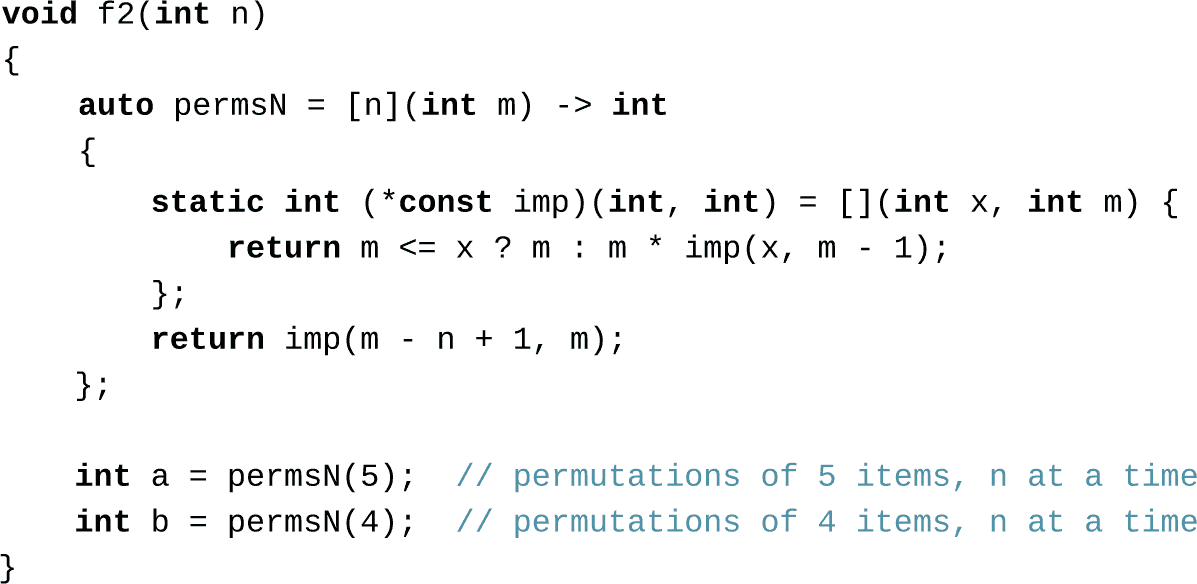 void f2(int n)
{
    auto permsN = [n](int m) -> int
    {
        static int (*const imp)(int, int) = [](int x, int m) {
            return m <= x ? m : m * imp(x, m - 1);
        };
        return imp(m - n + 1, m);
    };

    int a = permsN(5);  // permutations of 5 items, n at a time
    int b = permsN(4);  // permutations of 4 items, n at a time
}